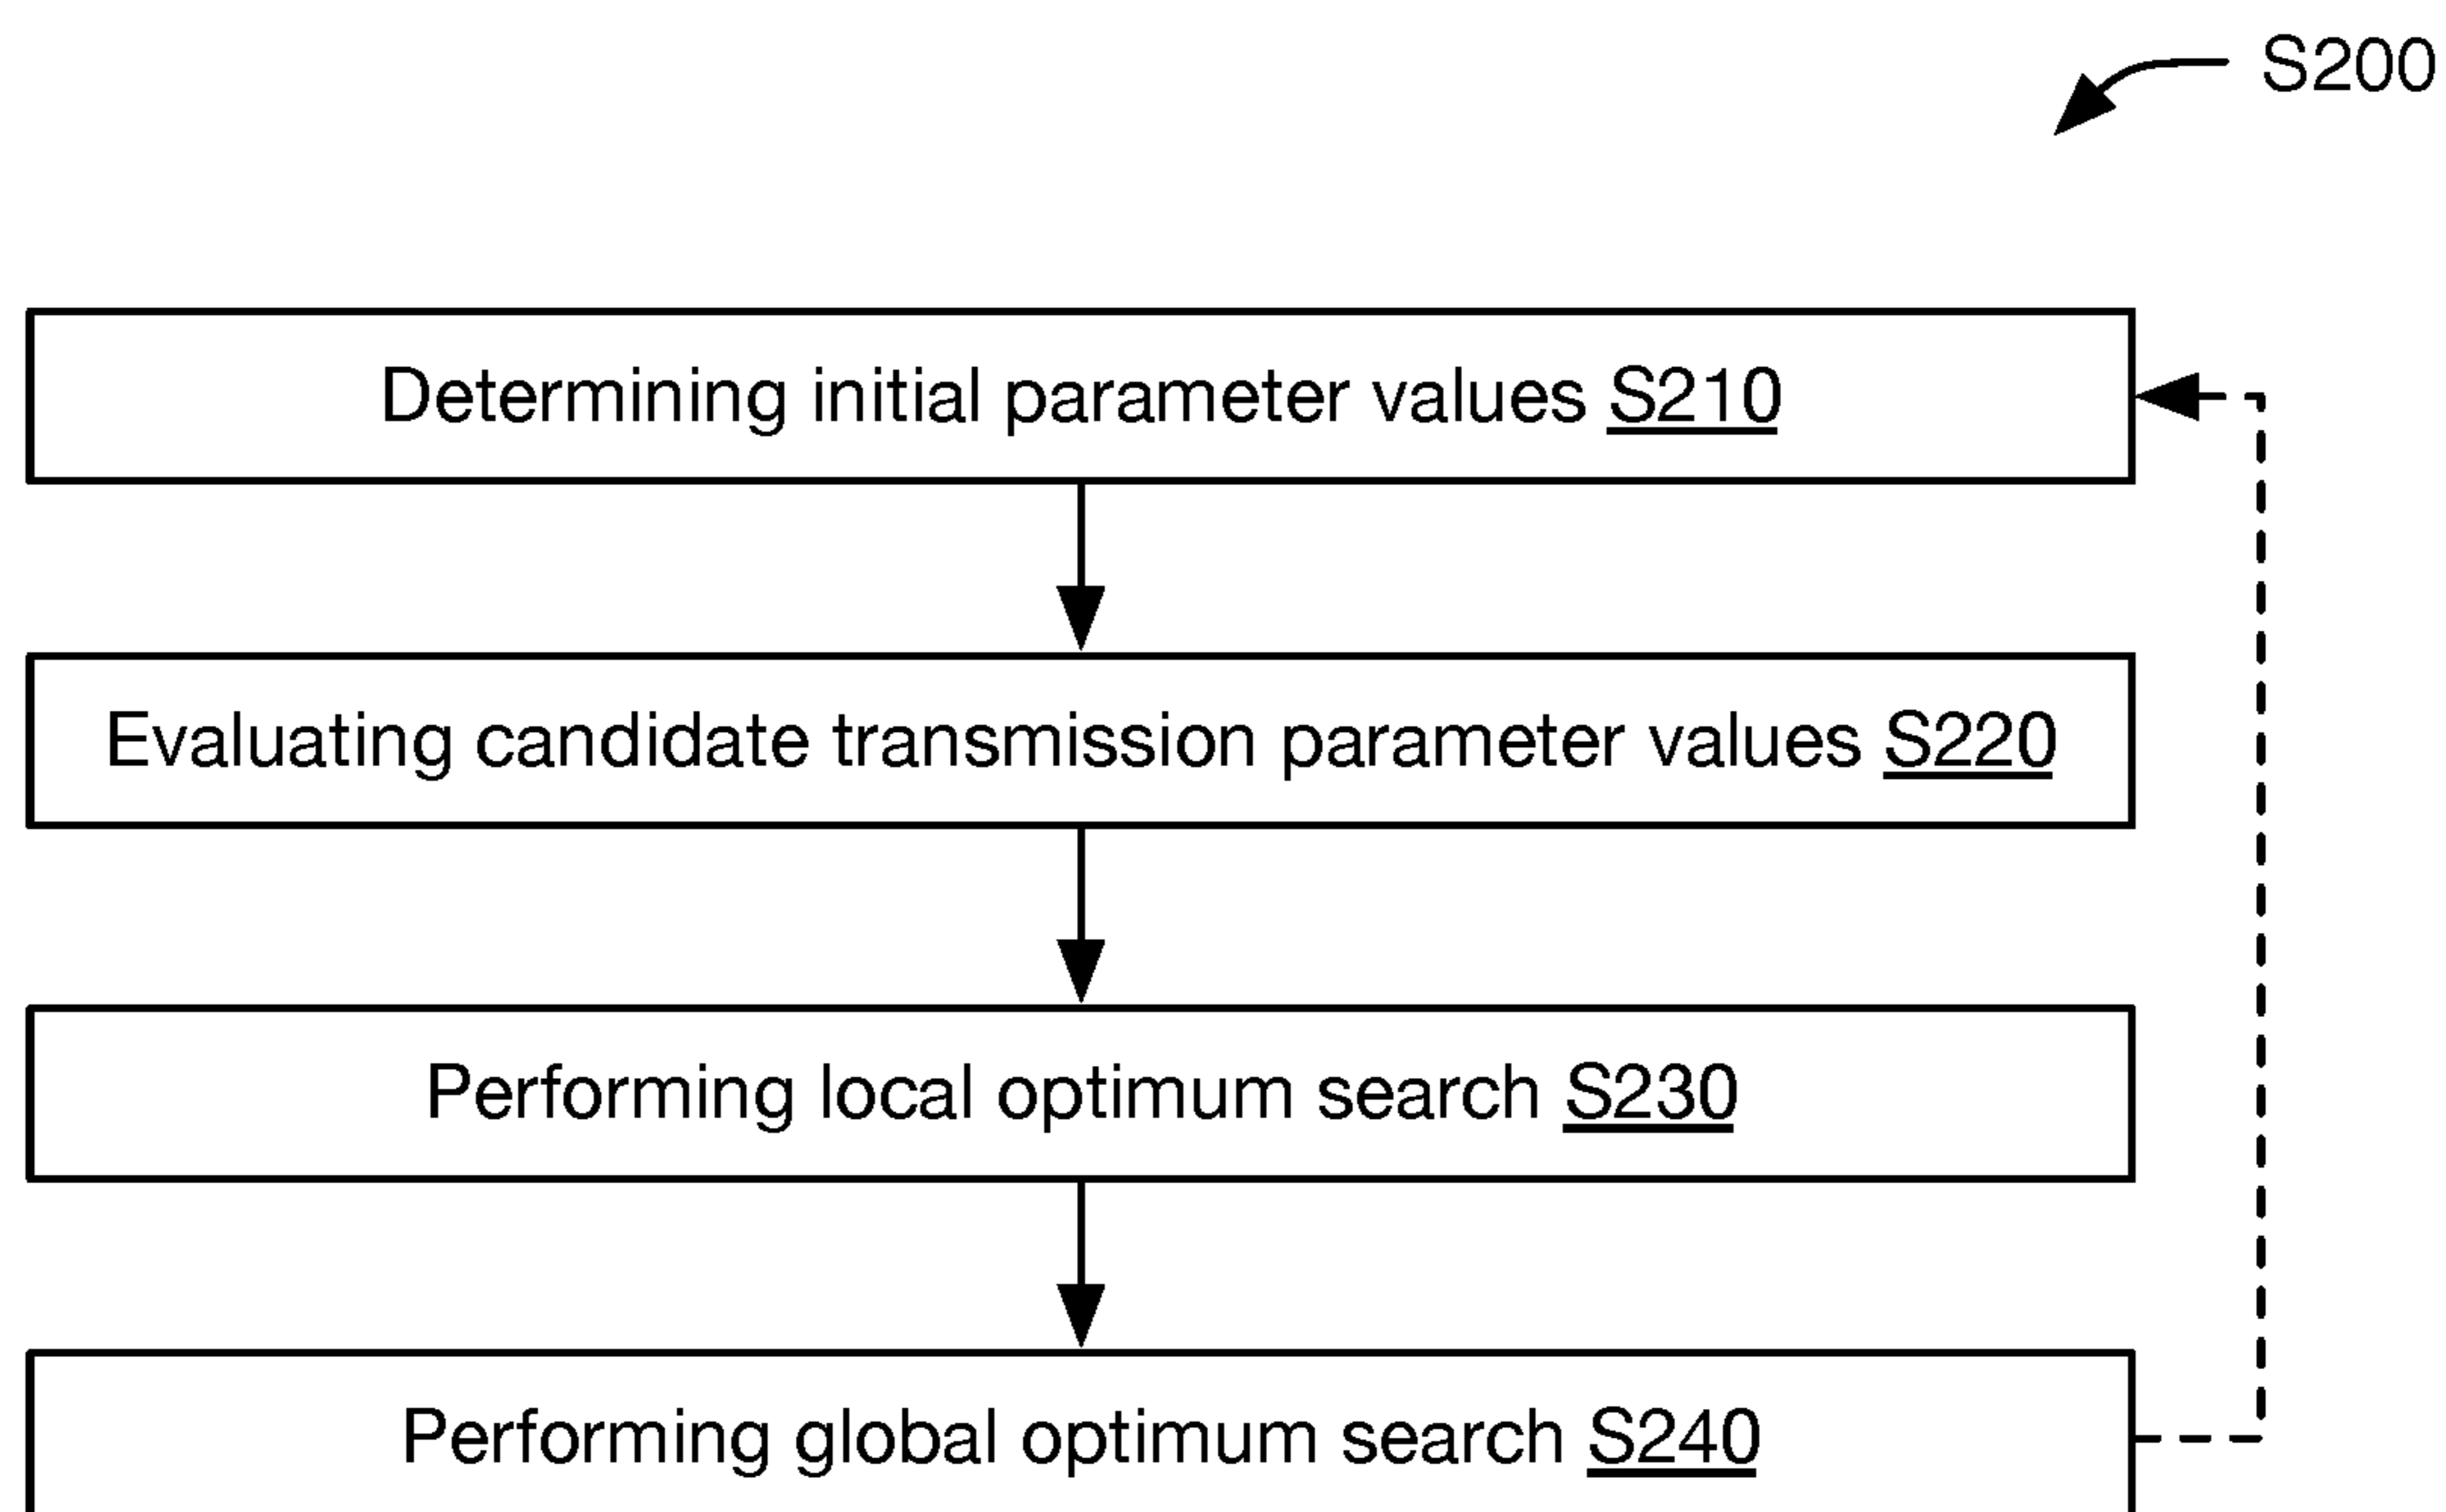 S200
Determining initial parameter values S210
Evaluating candidate transmission parameter values S220
Performing local optimum search S230
Performing global optimum search S240